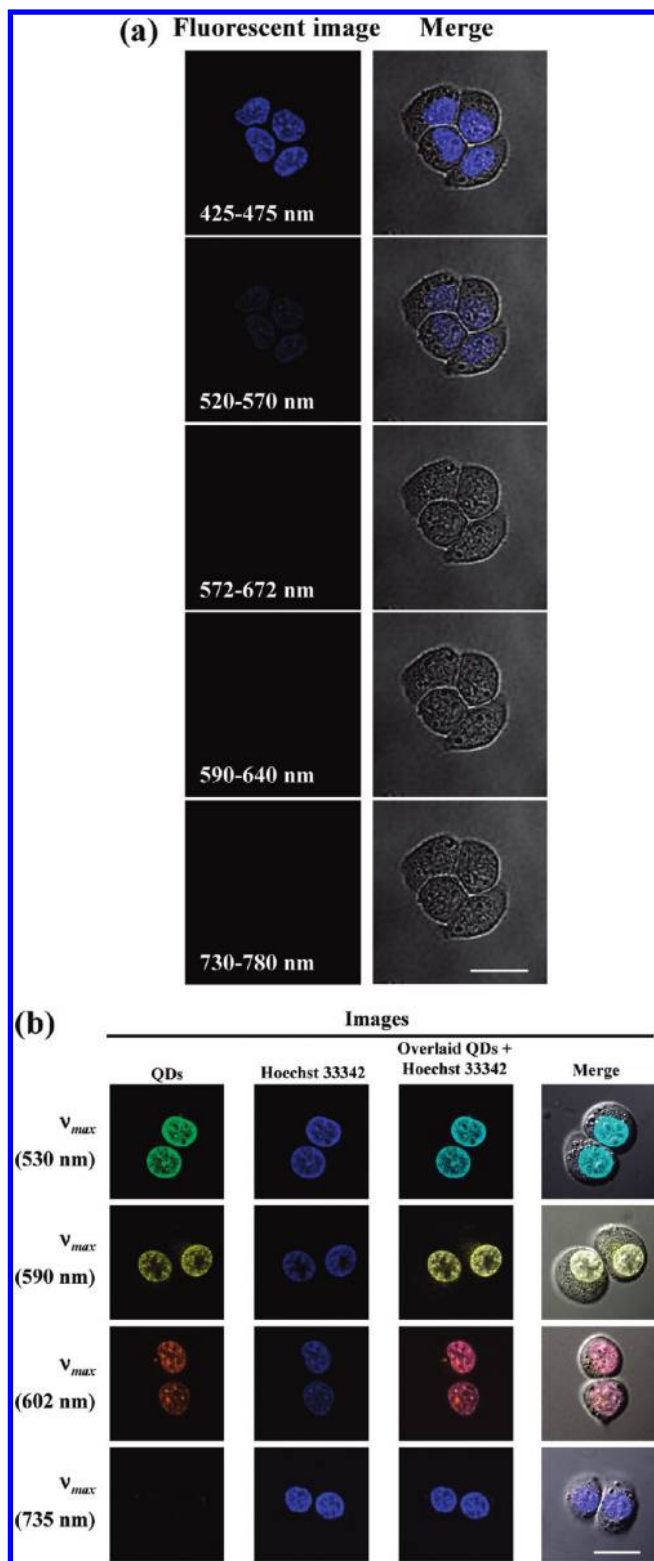 (a) Fluorescent image Merge
425-475 nm
520-570 nm
572-672 nm
590-640 nm
730-780 nm
(b) Images
QDs Hoechst 33342 Overlaid QDs + Hoechst 33342 Merge
νmax
(530 nm)
νmax
(590 nm)
νmax
(602 nm)
νmax
(735 nm)